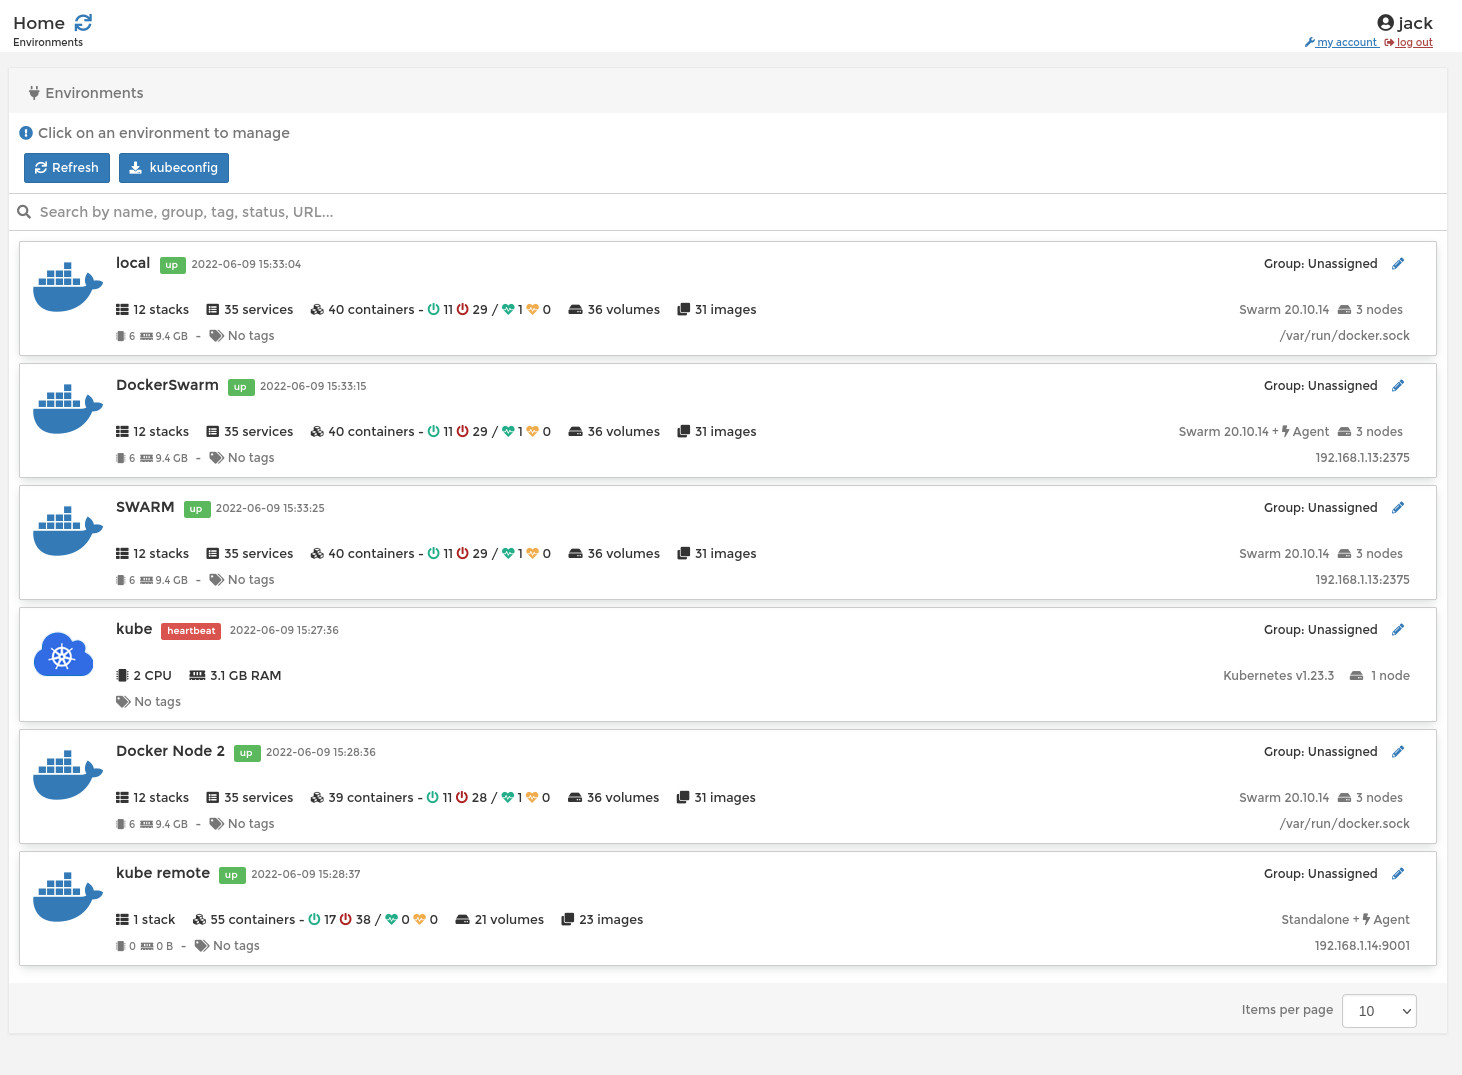 Home
Environments
jack
my account log out
Environments
Click on an environment to manage
Refresh kubeconfig
Search by name, group, tag, status, URL...
local up 2022-06-09 15:33:04 Group: Unassigned
12 stacks 35 services 40 containers - 11 29 / 1 0 36 volumes 31 images Swarm 20.10.14 3 nodes
6 9.4 GB - No tags /var/run/docker.sock
DockerSwarm up 2022-06-09 15:33:15 Group: Unassigned
12 stacks 35 services 40 containers - 11 29 / 1 0 36 volumes 31 images Swarm 20.10.14 + Agent 3 nodes
6 9.4 GB - No tags 192.168.1.13:2375
SWARM up 2022-06-09 15:33:25 Group: Unassigned
12 stacks 35 services 40 containers - 11 29 / 1 0 36 volumes 31 images Swarm 20.10.14 3 nodes
6 9.4 GB - No tags 192.168.1.13:2375
kube heartbeat 2022-06-09 15:27:36 Group: Unassigned
2 CPU 3.1 GB RAM Kubernetes v1.23.3 1 node
No tags
Docker Node 2 up 2022-06-09 15:28:36 Group: Unassigned
12 stacks 35 services 39 containers - 11 28 / 1 0 36 volumes 31 images Swarm 20.10.14 3 nodes
6 9.4 GB - No tags /var/run/docker.sock
kube remote up 2022-06-09 15:28:37 Group: Unassigned
1 stack 55 containers - 17 38 / 0 0 21 volumes 23 images Standalone + Agent
0 0 B - No tags 192.168.1.14:9001
Items per page 10